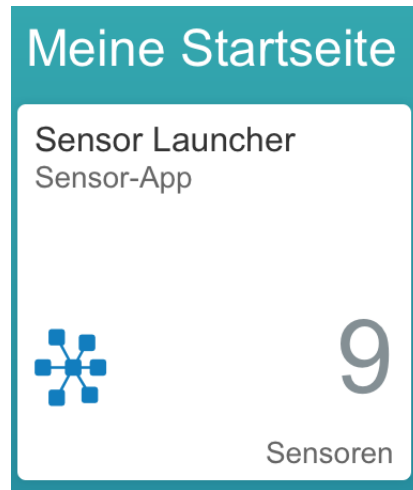 Meine Startseite
Sensor Launcher
Sensor-App
9
Sensoren